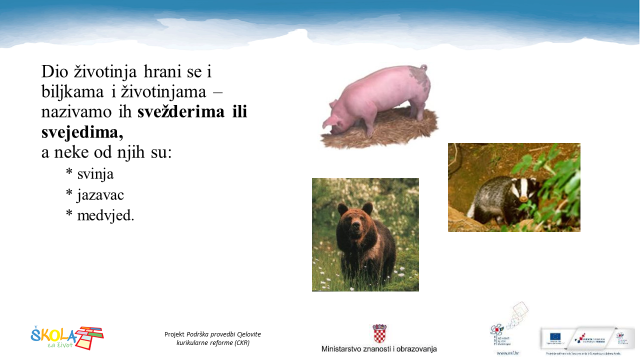 Dio životinja hrani se i
biljkama i životinjama –
nazivamo ih svežderima ili
svejedima,
a neke od njih su:
* svinja
* jazavac
* medvjed.
ŠKOLA
za život
Projekt Podrška provedbi Cjelovite
kurikularne reforme (CKR)
Ministarstvo znanosti i obrazovanja